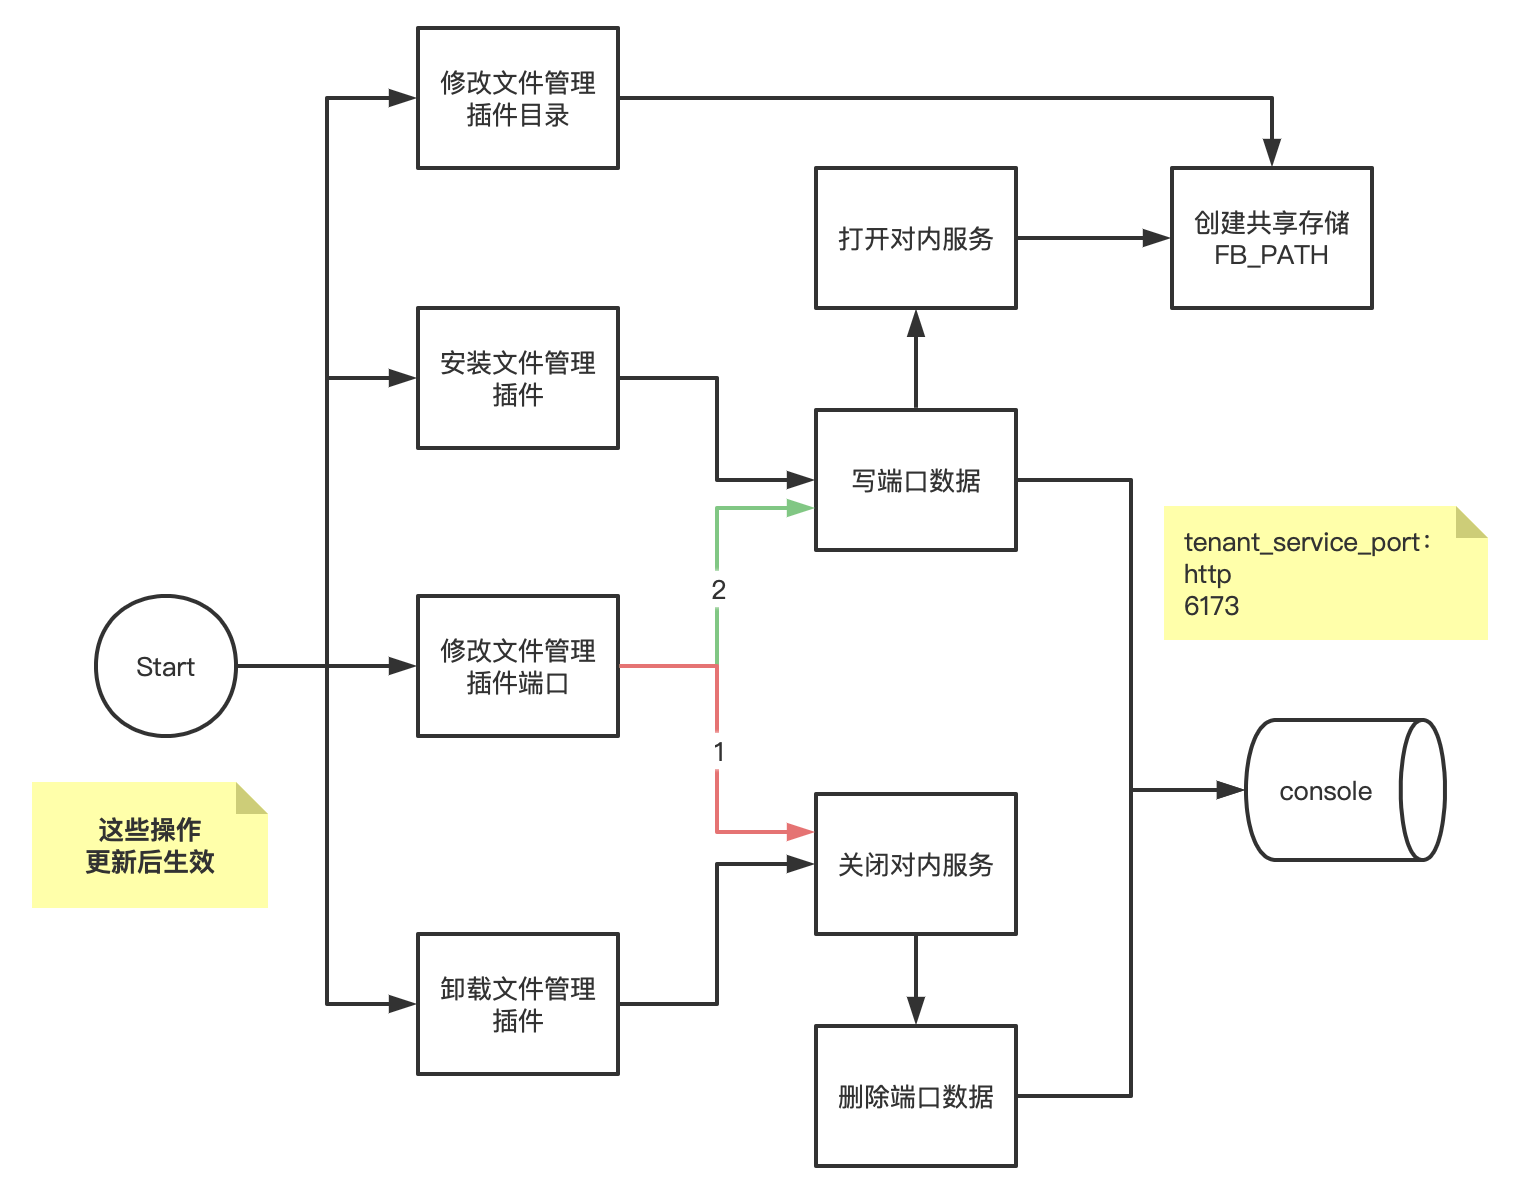 修改文件管理
插件目录
打开对内服务
创建共享存储
FB_PATH
安装文件管理
插件
写端口数据
tenant_service_port：
http
6173
2
Start
修改文件管理
插件端口
1
console
这些操作
更新后生效
关闭对内服务
卸载文件管理
插件
删除端口数据